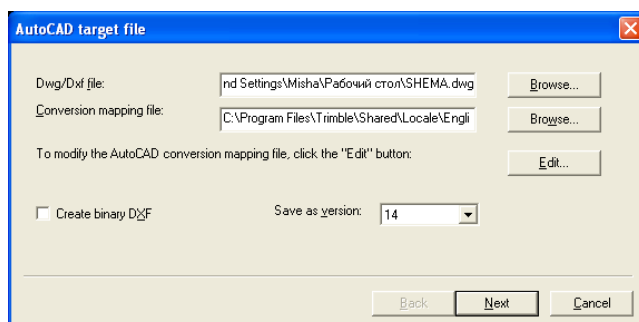 AutoCAD target file
Dwg/Dxf file: nd Settings\Misha\Рабочий стол\SHEMA.dwg Browse...
Conversion mapping file: C:\Program Files\Trimble\Shared\Locale\Engli Browse...
To modify the AutoCAD conversion mapping file, click the "Edit" button: Edit...
Create binary DXF Save as version: 14
Back Next Cancel